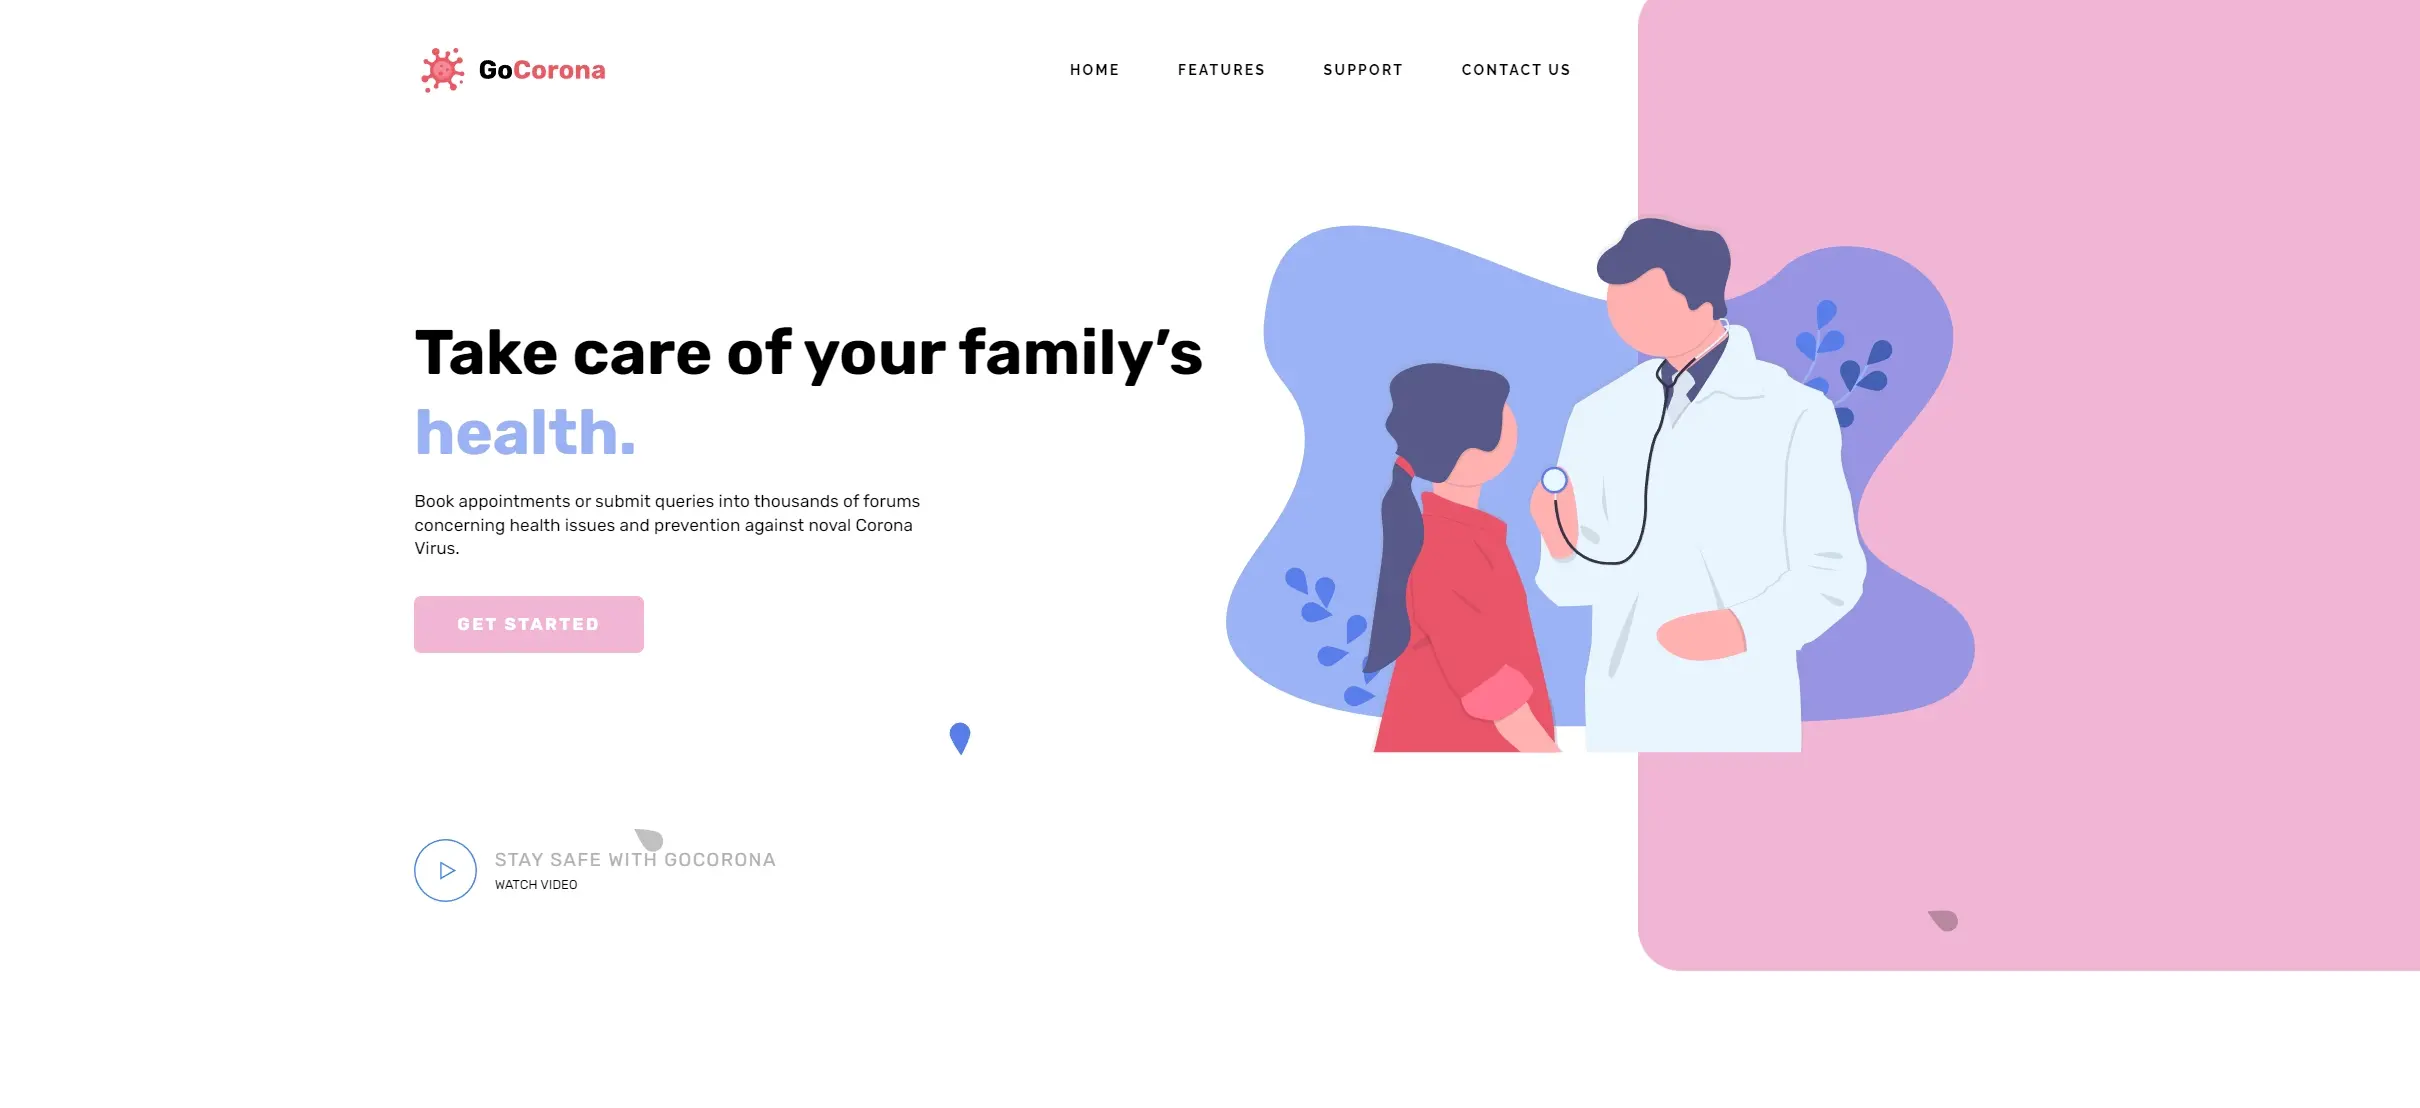 GoCorona
HOME FEATURES SUPPORT CONTACT US
Take care of your family’s
health.
Book appointments or submit queries into thousands of forums
concerning health issues and prevention against noval Corona
Virus.
GET STARTED
STAY SAFE WITH GOCORONA
WATCH VIDEO